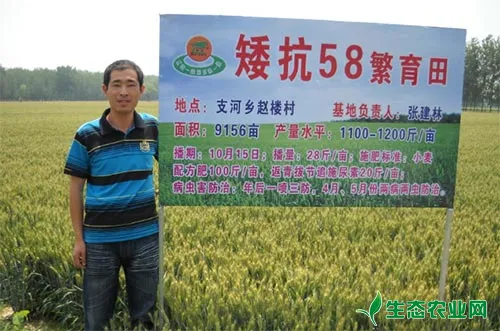 矮抗58繁育田
地点：支河乡赵楼村 基地负责人：张建林
面积：9156亩 产量水平：1100-1200斤/亩
播期：10月15日；播量：28斤/亩；施肥标准：小麦
配方肥100斤/亩，返青拔节追施尿素20斤/亩。
病虫害防治：年后一喷三防，4月、5月份两病两虫防治。
生态农业网